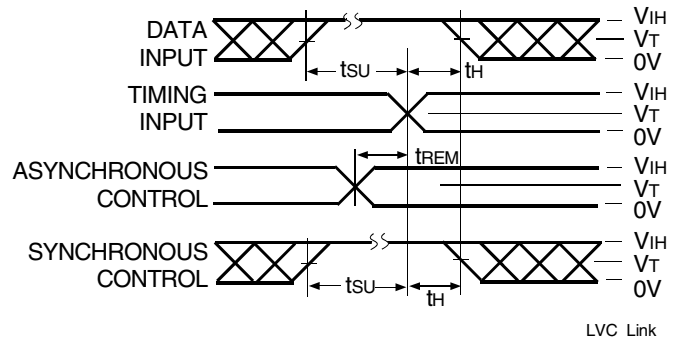 DATA
INPUT
VIH
VT
0V
tSU
tH
TIMING
INPUT
VIH
VT
0V
tREM
ASYNCHRONOUS
CONTROL
VIH
VT
0V
SYNCHRONOUS
CONTROL
VIH
VT
0V
tSU
tH
LVC Link